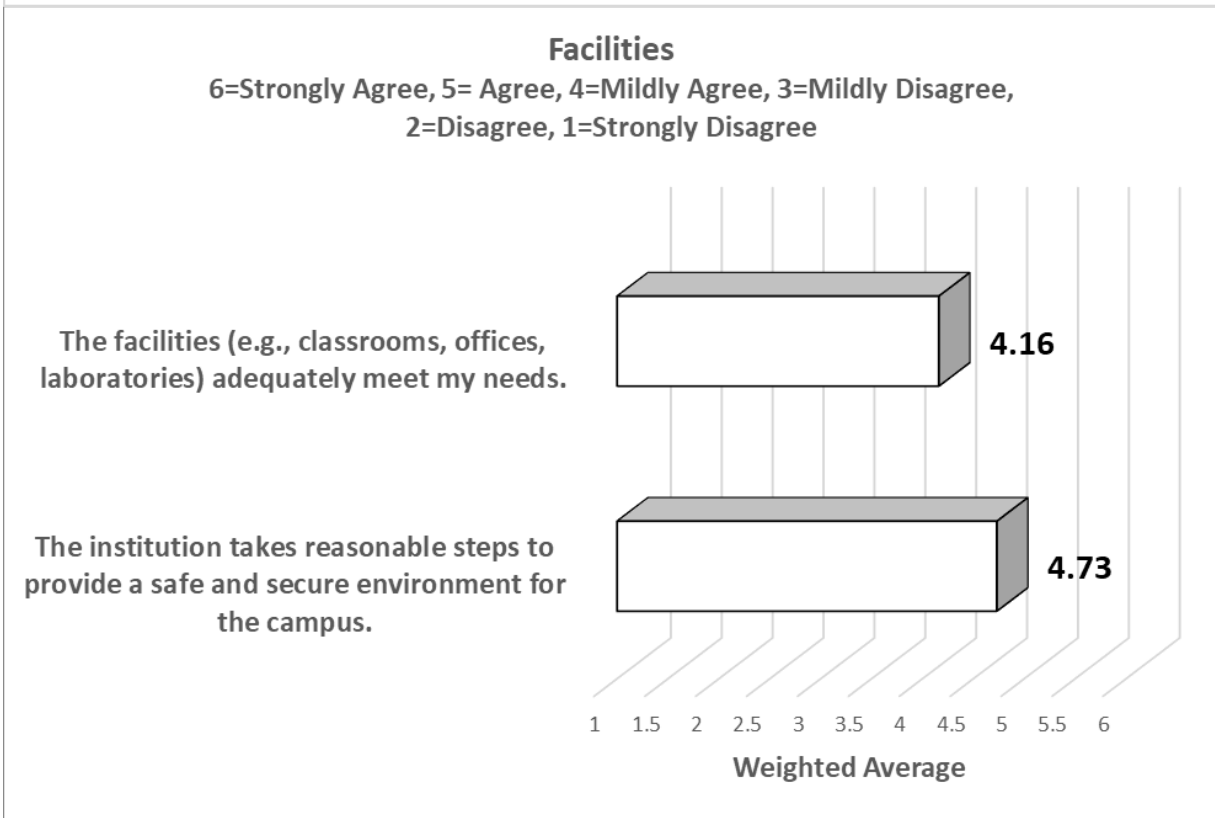 Facilities
6=Strongly Agree, 5= Agree, 4=Mildly Agree, 3=Mildly Disagree,
2=Disagree, 1=Strongly Disagree
The facilities (e.g., classrooms, offices,
laboratories) adequately meet my needs.
4.16
The institution takes reasonable steps to
provide a safe and secure environment for
the campus.
4.73
1 1.5 2 2.5 3 3.5 4 4.5 5 5.5 6
Weighted Average